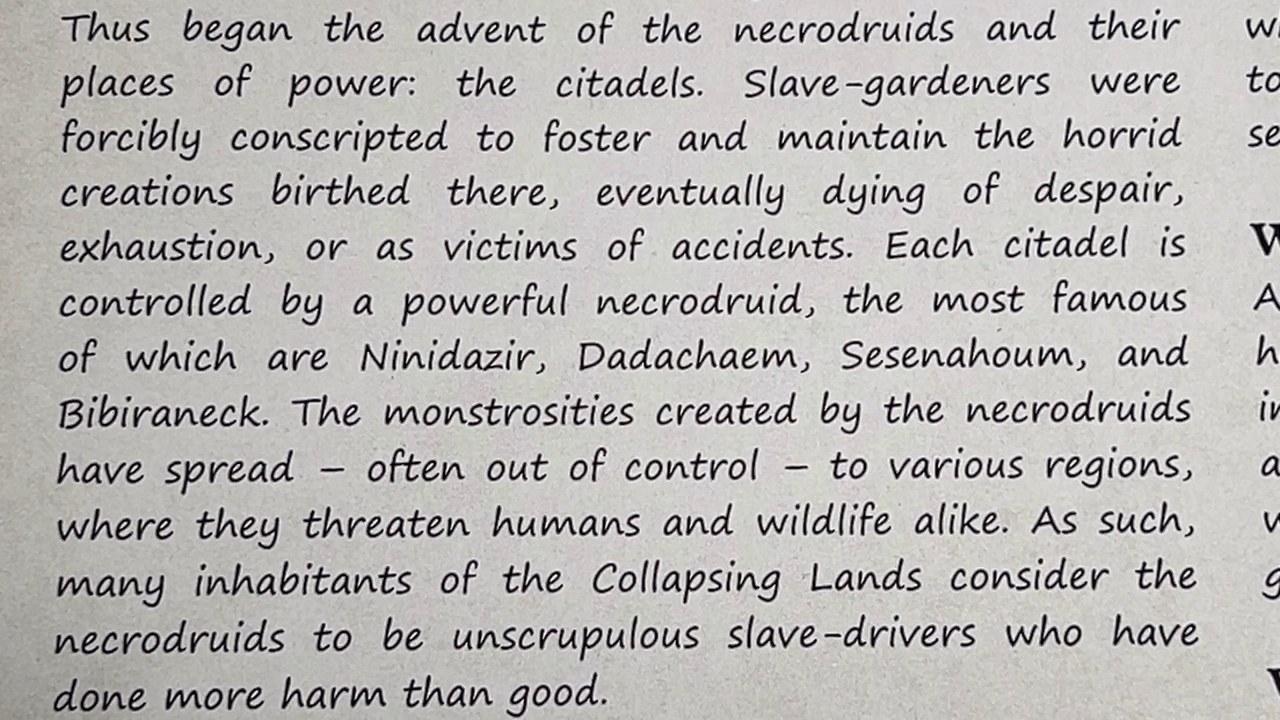 Thus began the advent of the necrodruids and their
places of power: the citadels. Slave-gardeners were
forcibly conscripted to foster and maintain the horrid
creations birthed there, eventually dying of despair,
exhaustion, or as victims of accidents. Each citadel is
controlled by a powerful necrodruid, the most famous
of which are Ninidazir, Dadachaem, Sesenahoum, and
Bibiraneck. The monstrosities created by the necrodruids
have spread – often out of control – to various regions,
where they threaten humans and wildlife alike. As such,
many inhabitants of the Collapsing Lands consider the
necrodruids to be unscrupulous slave-drivers who have
done more harm than good.